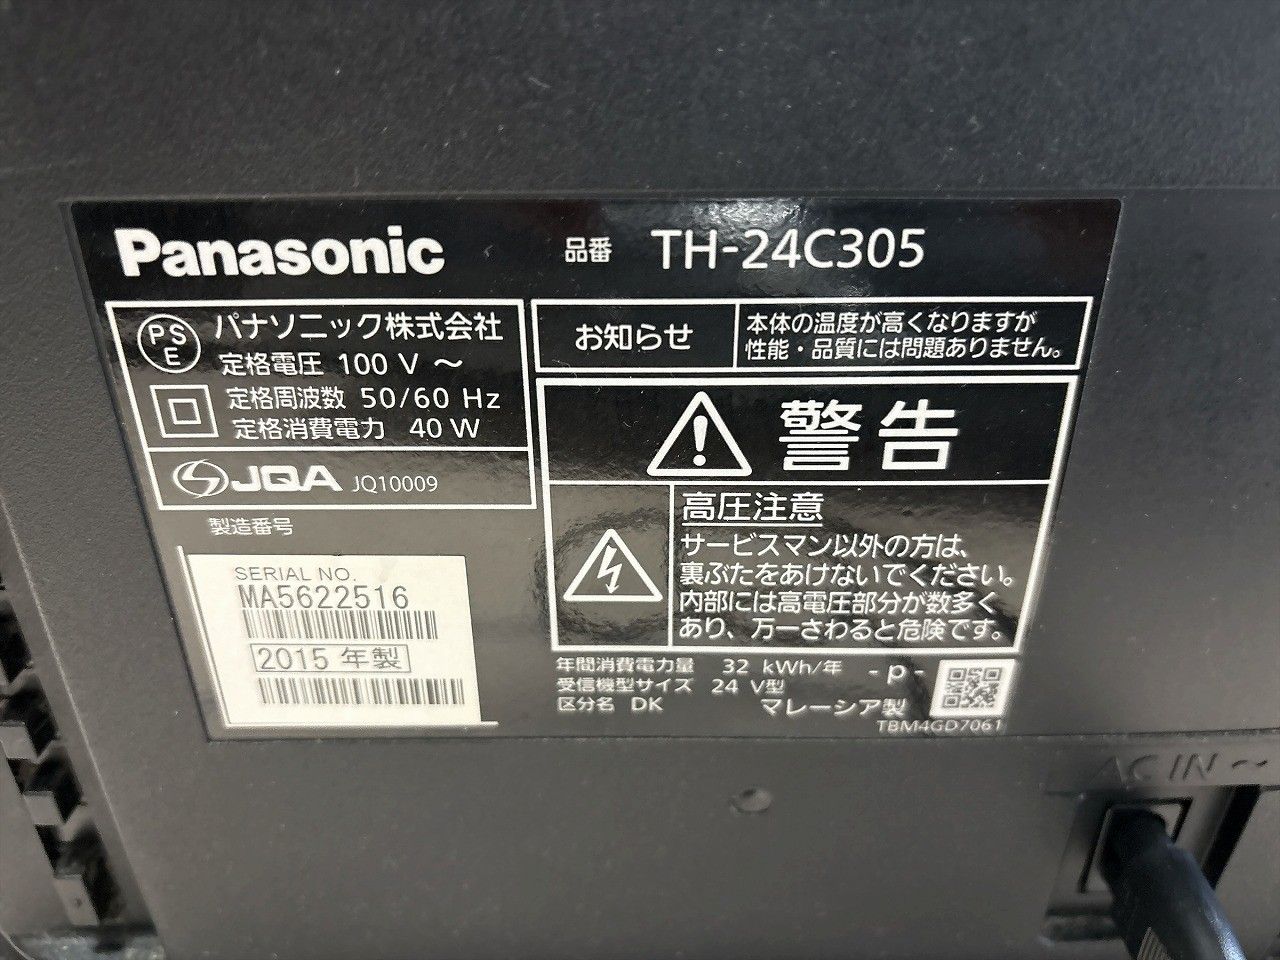 Panasonic
品番 TH-24C305
PS
E
パナソニック株式会社
定格電圧 100 V ～
定格周波数 50/60 Hz
定格消費電力 40 W
JQA JQ10009
製造番号
SERIAL NO.
MA5622516
2015 年製
お知らせ
本体の温度が高くなりますが
性能・品質には問題ありません。
警告
高圧注意
サービスマン以外の方は、
裏ぶたをあけないでください。
内部には高電圧部分が数多く
あり、万一さわると危険です。
年間消費電力量 32 kWh/年 -p-
受信機型サイズ 24 V型
区分名 DK マレーシア製
TBM4GD7061
AC IN ～